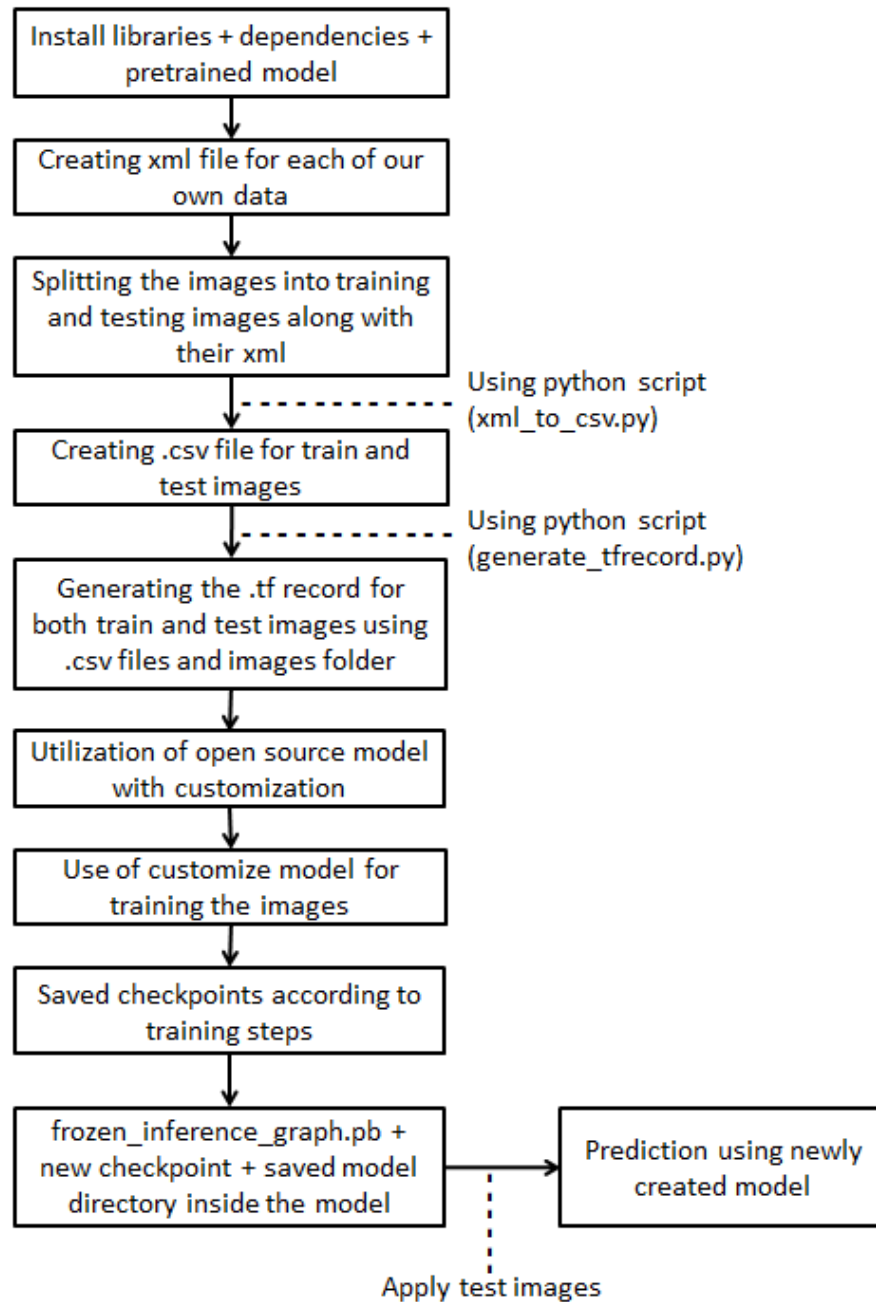 Install libraries + dependencies +
pretrained model
Creating xml file for each of our
own data
Splitting the images into training
and testing images along with
their xml
Using python script
(xml_to_csv.py)
Creating .csv file for train and
test images
Using python script
(generate_tfrecord.py)
Generating the .tf record for
both train and test images using
.csv files and images folder
Utilization of open source model
with customization
Use of customize model for
training the images
Saved checkpoints according to
training steps
frozen_inference_graph.pb +
new checkpoint + saved model
directory inside the model
Prediction using newly
created model
Apply test images